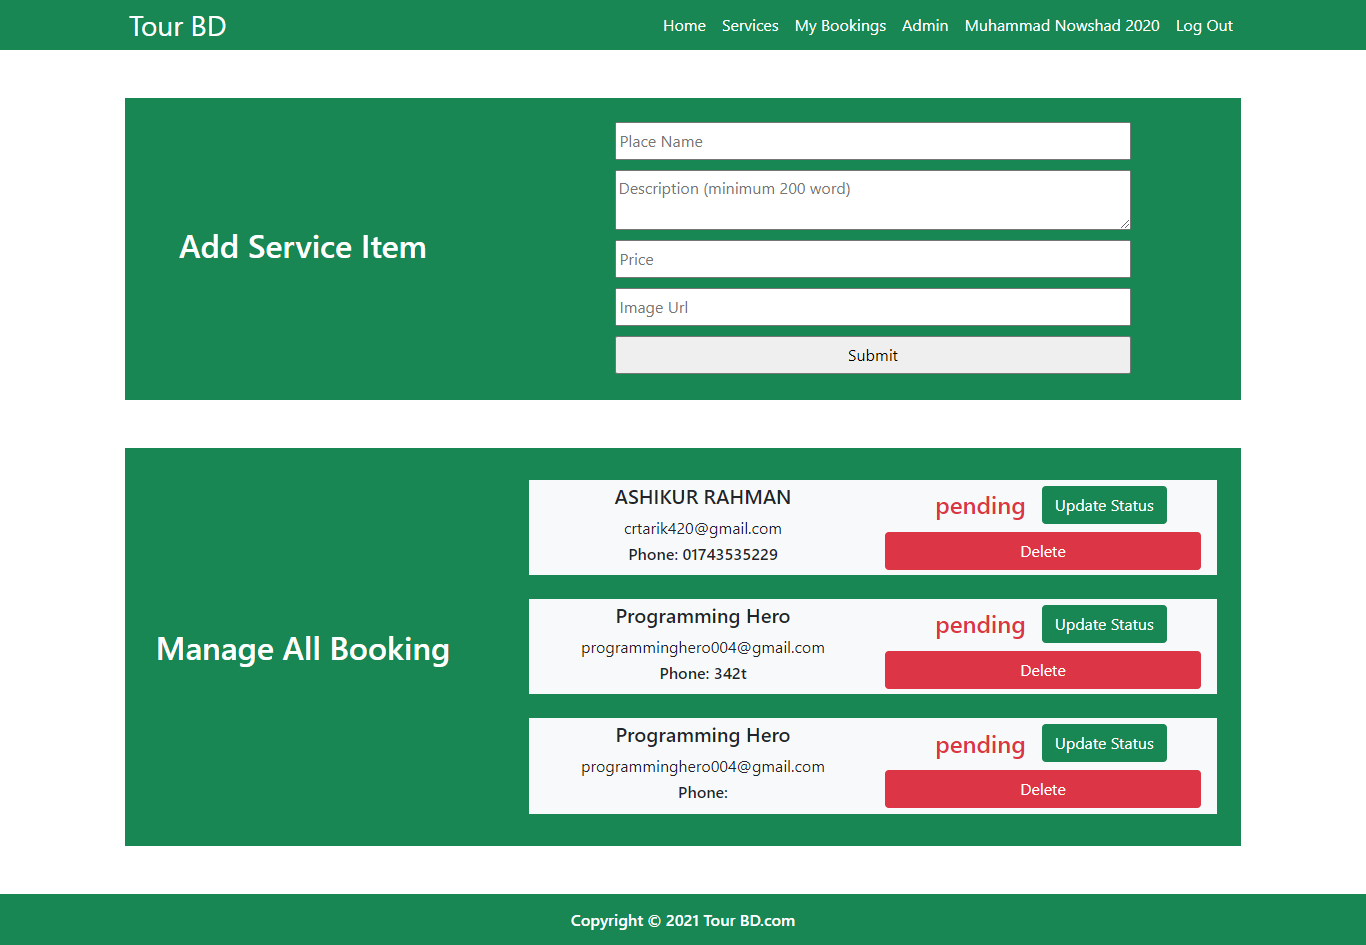 Tour BD
Home Services My Bookings Admin Muhammad Nowshad 2020 Log Out
Add Service Item
Place Name
Description (minimum 200 word)
Price
Image Url
Submit
Manage All Booking
ASHIKUR RAHMAN
crtarik420@gmail.com
Phone: 01743535229
pending Update Status
Delete
Programming Hero
programminghero004@gmail.com
Phone: 342t
pending Update Status
Delete
Programming Hero
programminghero004@gmail.com
Phone:
pending Update Status
Delete
Copyright © 2021 Tour BD.com